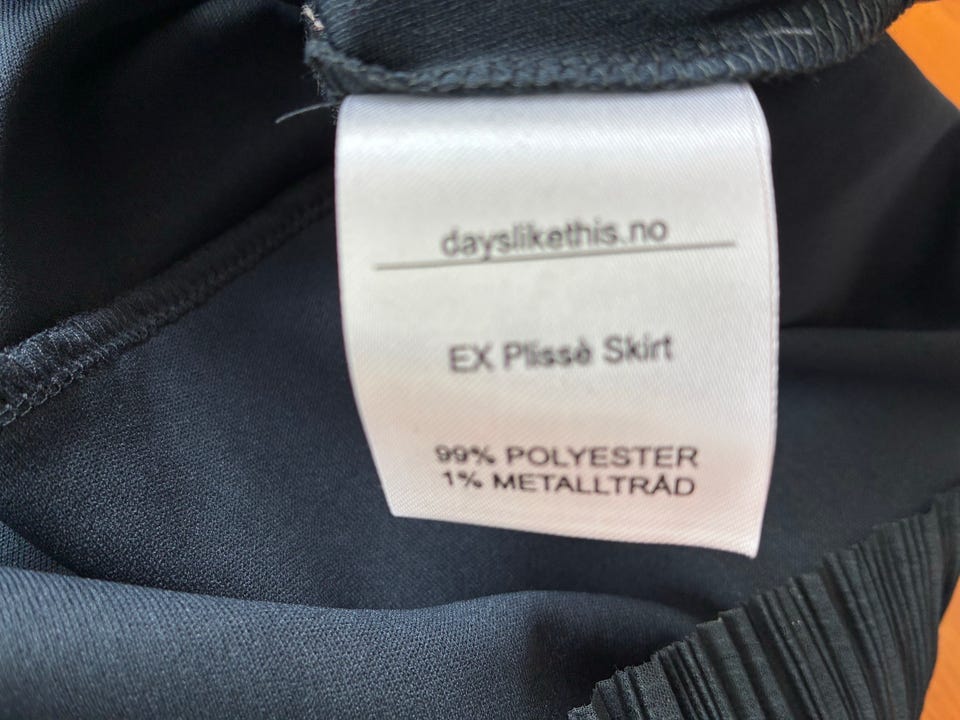 dayslikethis.no
EX Plissè Skirt
99% POLYESTER
1% METALLTRÅD